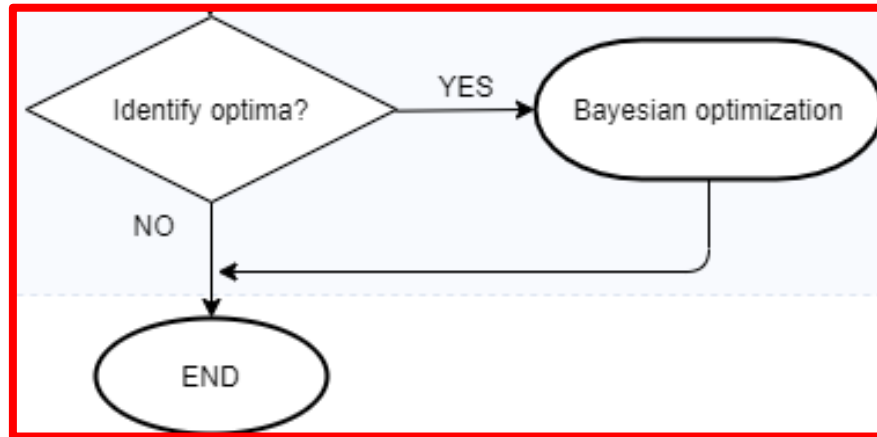 Identify optima?
YES
Bayesian optimization
NO
END